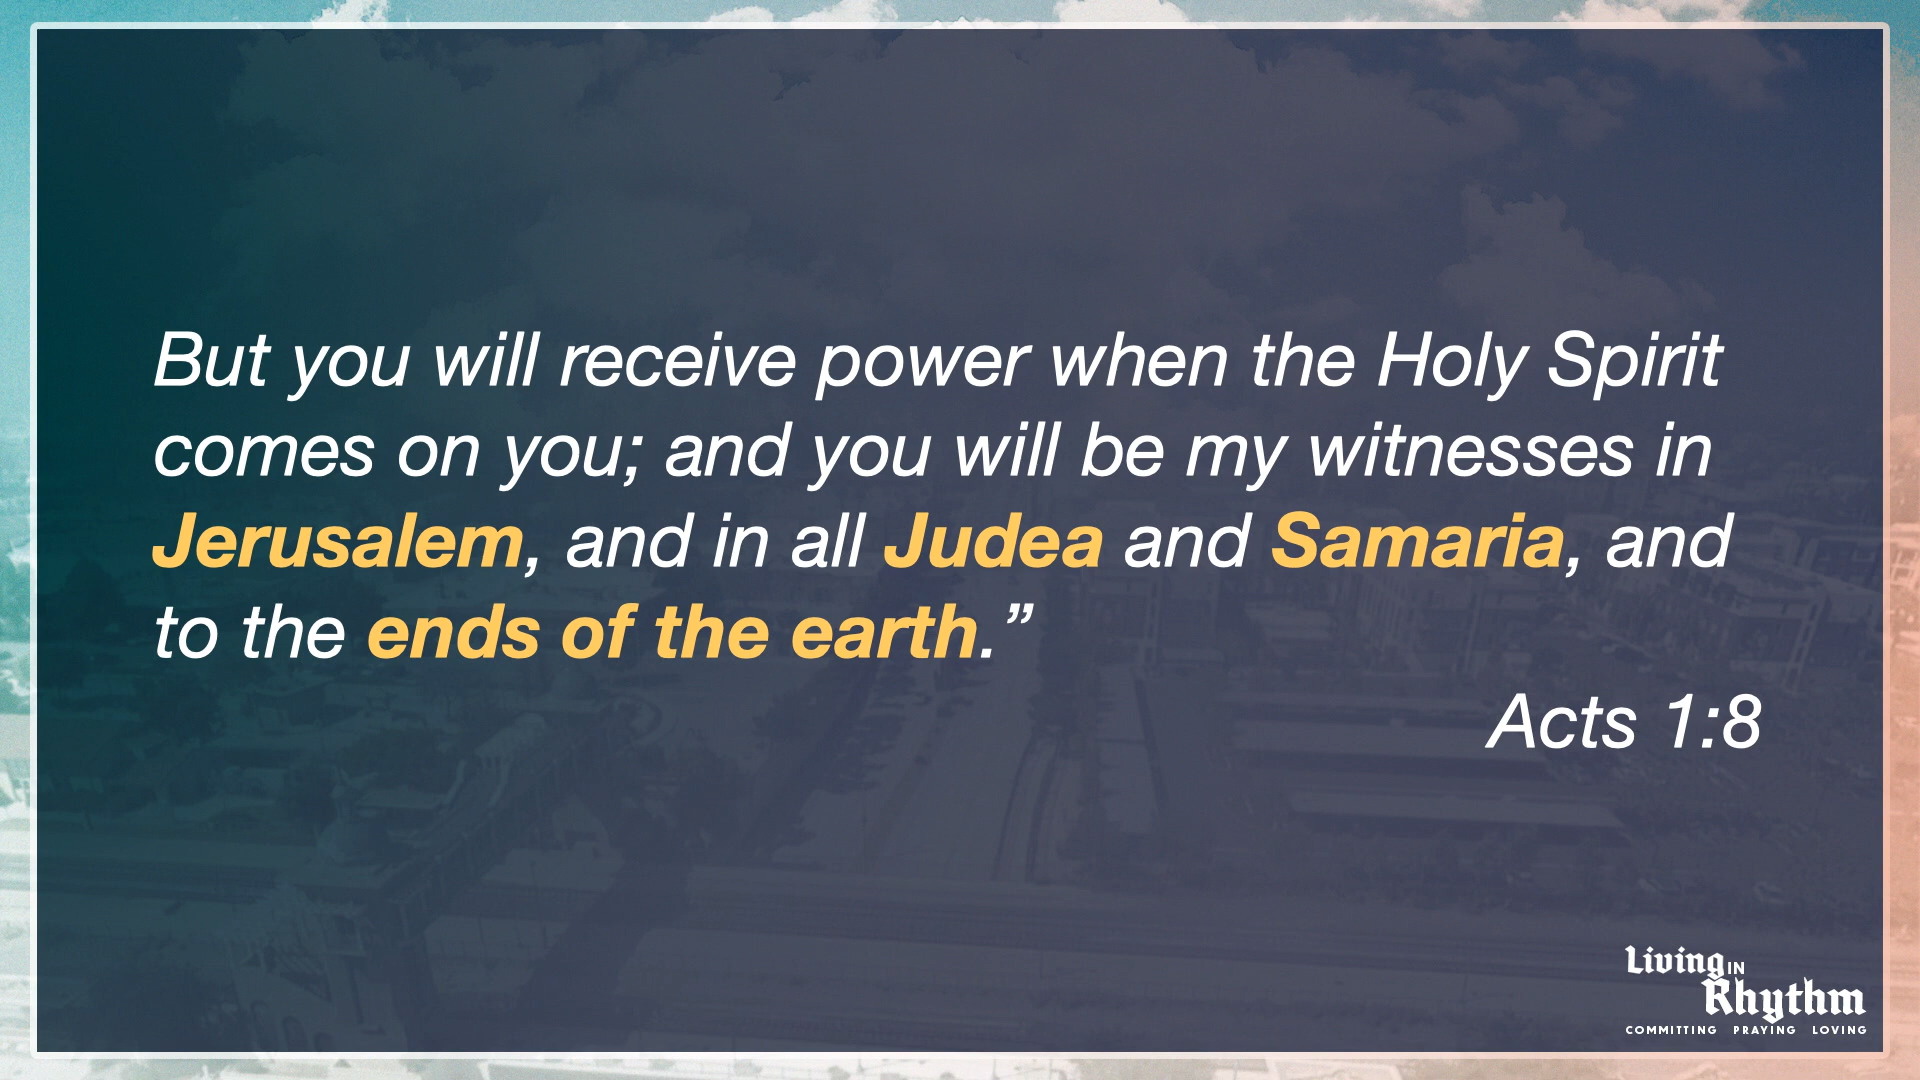 But you will receive power when the Holy Spirit
comes on you; and you will be my witnesses in
Jerusalem, and in all Judea and Samaria, and
to the ends of the earth.”
Acts 1:8
Living IN
Rhythm
COMMITTING PRAYING LOVING